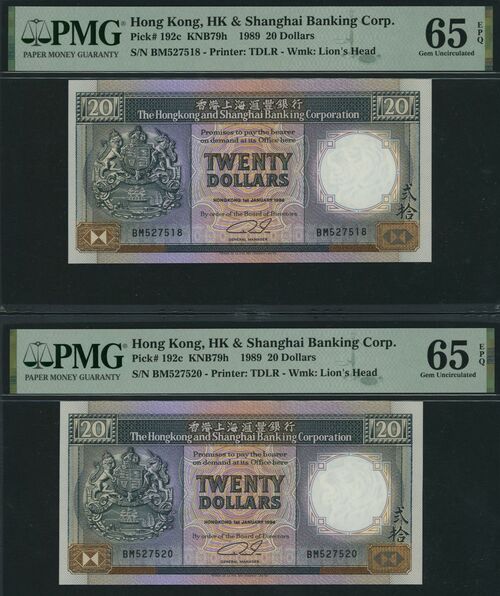 PMG
PAPER MONEY GUARANTY
Hong Kong, HK & Shanghai Banking Corp.
Pick# 192c KNB79h 1989 20 Dollars
S/N BM527518 - Printer: TDLR - Wmk: Lion's Head
65 EPQ
Gem Uncirculated
20
香港上海滙豐銀行
20
The Hongkong and Shanghai Banking Corporation
Promises to pay the bearer
on demand at its Office here
TWENTY
DOLLARS
HONGKONG 1st JANUARY 1989
By order of the Board of Directors
GENERAL MANAGER
BM527518
BM527518
弍拾
PMG
PAPER MONEY GUARANTY
Hong Kong, HK & Shanghai Banking Corp.
Pick# 192c KNB79h 1989 20 Dollars
S/N BM527520 - Printer: TDLR - Wmk: Lion's Head
65 EPQ
Gem Uncirculated
20
香港上海滙豐銀行
20
The Hongkong and Shanghai Banking Corporation
Promises to pay the bearer
on demand at its Office here
TWENTY
DOLLARS
HONGKONG 1st JANUARY 1989
By order of the Board of Directors
GENERAL MANAGER
BM527520
BM527520
弍拾